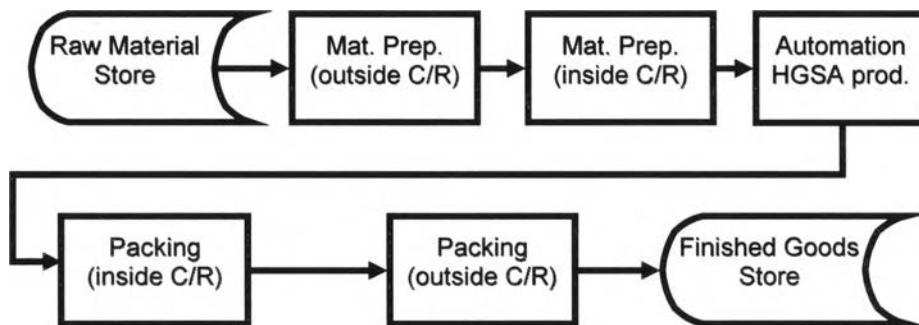 Raw Material
Store
Mat. Prep.
(outside C/R)
Mat. Prep.
(inside C/R)
Automation
HGSA prod.
Packing
(inside C/R)
Packing
(outside C/R)
Finished Goods
Store